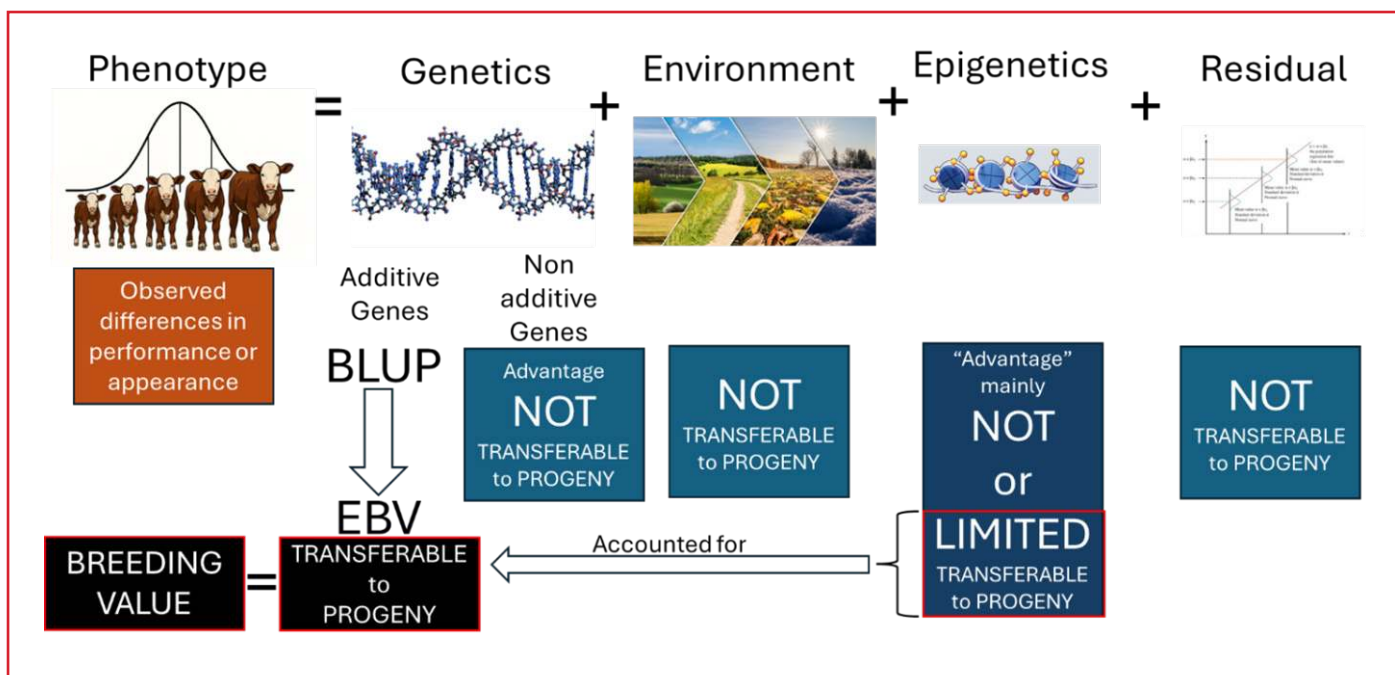 Phenotype
=
Genetics
+
Environment
+
Epigenetics
+
Residual
Observed
differences in
performance or
appearance
Additive
Genes
BLUP
EBV
Non
additive
Genes
Advantage
NOT
TRANSFERABLE
to PROGENY
NOT
TRANSFERABLE
to PROGENY
“Advantage”
mainly
NOT
or
LIMITED
TRANSFERABLE
to PROGENY
NOT
TRANSFERABLE
to PROGENY
Accounted for
BREEDING
VALUE
=
TRANSFERABLE
to
PROGENY